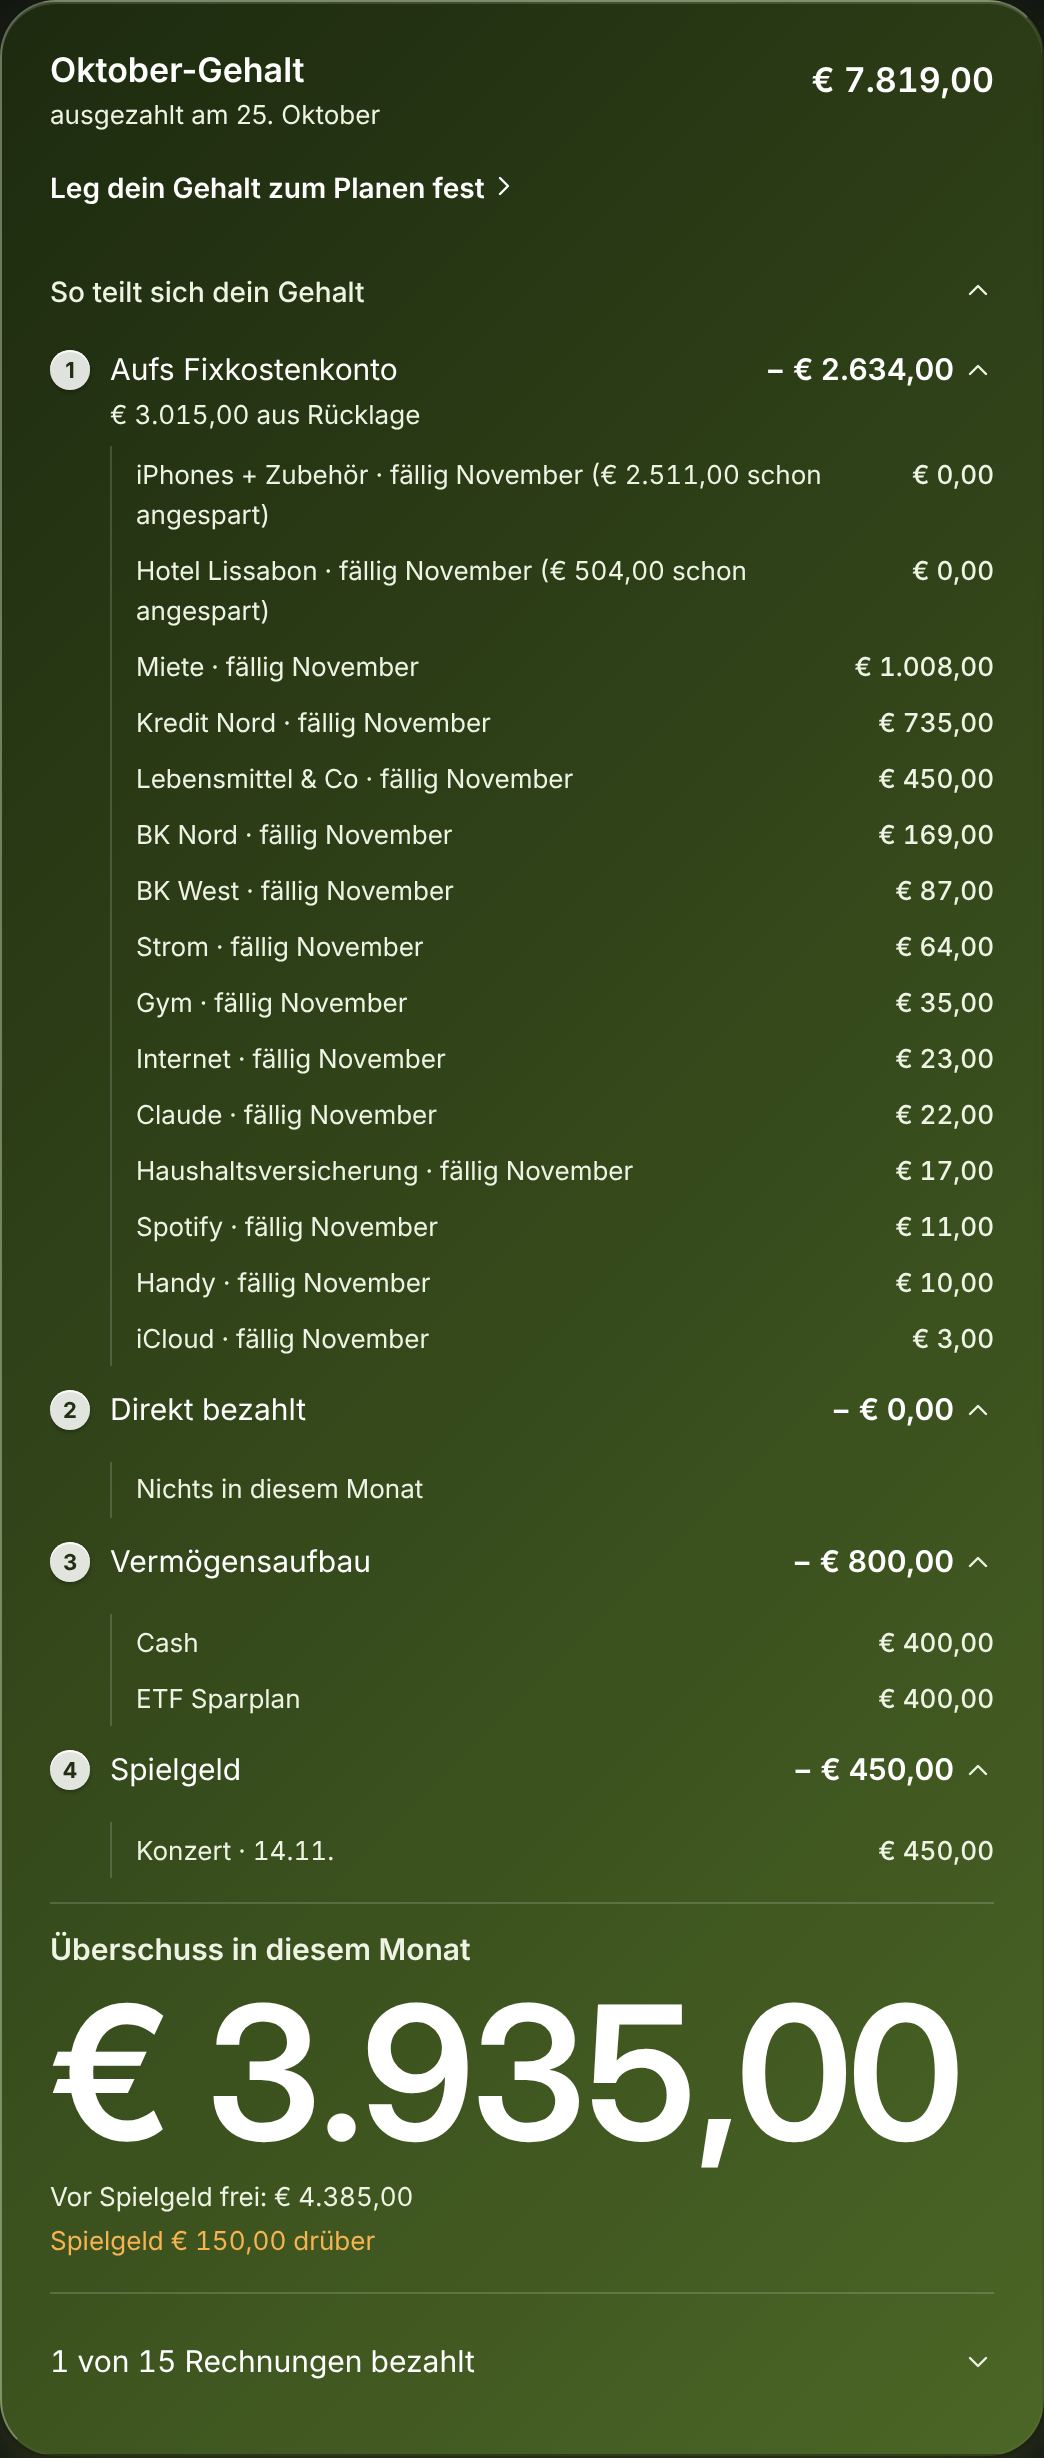 Oktober-Gehalt
€ 7.819,00
ausgezahlt am 25. Oktober
Leg dein Gehalt zum Planen fest
So teilt sich dein Gehalt
1 Aufs Fixkostenkonto – € 2.634,00
€ 3.015,00 aus Rücklage
iPhones + Zubehör · fällig November (€ 2.511,00 schon € 0,00
angespart)
Hotel Lissabon · fällig November (€ 504,00 schon € 0,00
angespart)
Miete · fällig November € 1.008,00
Kredit Nord · fällig November € 735,00
Lebensmittel & Co · fällig November € 450,00
BK Nord · fällig November € 169,00
BK West · fällig November € 87,00
Strom · fällig November € 64,00
Gym · fällig November € 35,00
Internet · fällig November € 23,00
Claude · fällig November € 22,00
Haushaltsversicherung · fällig November € 17,00
Spotify · fällig November € 11,00
Handy · fällig November € 10,00
iCloud · fällig November € 3,00
2 Direkt bezahlt – € 0,00
Nichts in diesem Monat
3 Vermögensaufbau – € 800,00
Cash € 400,00
ETF Sparplan € 400,00
4 Spielgeld – € 450,00
Konzert · 14.11. € 450,00
Überschuss in diesem Monat
€ 3.935,00
Vor Spielgeld frei: € 4.385,00
Spielgeld € 150,00 drüber
1 von 15 Rechnungen bezahlt